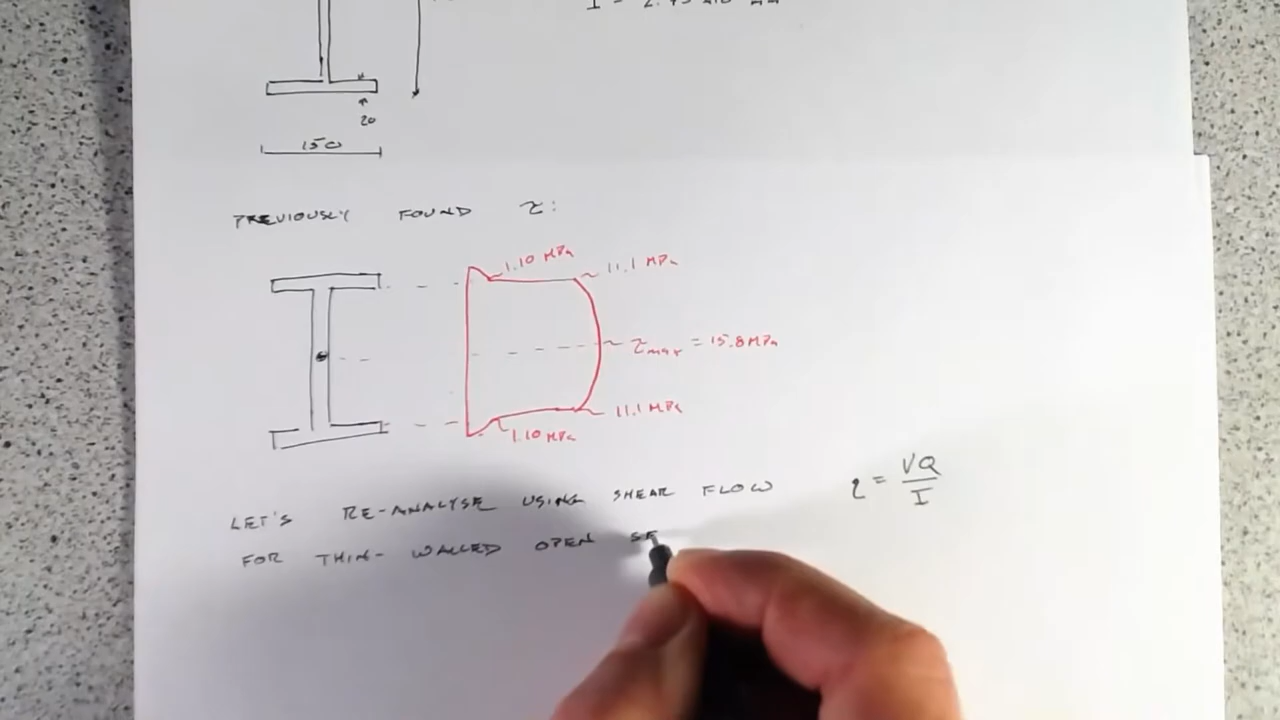 20
150
PREVIOUSLY FOUND τ:
1.10 MPa
11.1 MPa
τmax = 15.8 MPa
11.1 MPa
1.10 MPa
LET'S RE-ANALYSE USING SHEAR FLOW
q = VQ
I
FOR THIN-WALLED OPEN SE